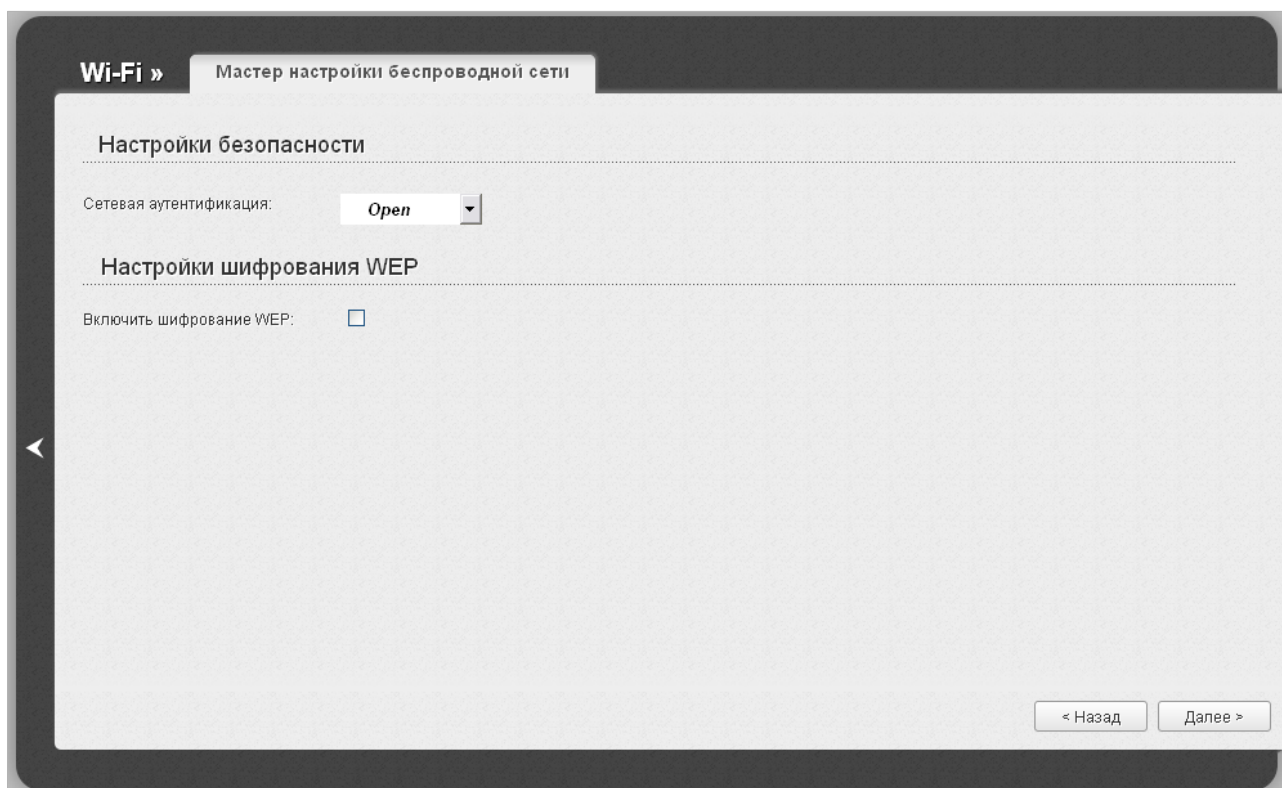 Wi-Fi » Мастер настройки беспроводной сети
Настройки безопасности
Сетевая аутентификация: Open
Настройки шифрования WEP
Включить шифрование WEP:
< Назад Далее >